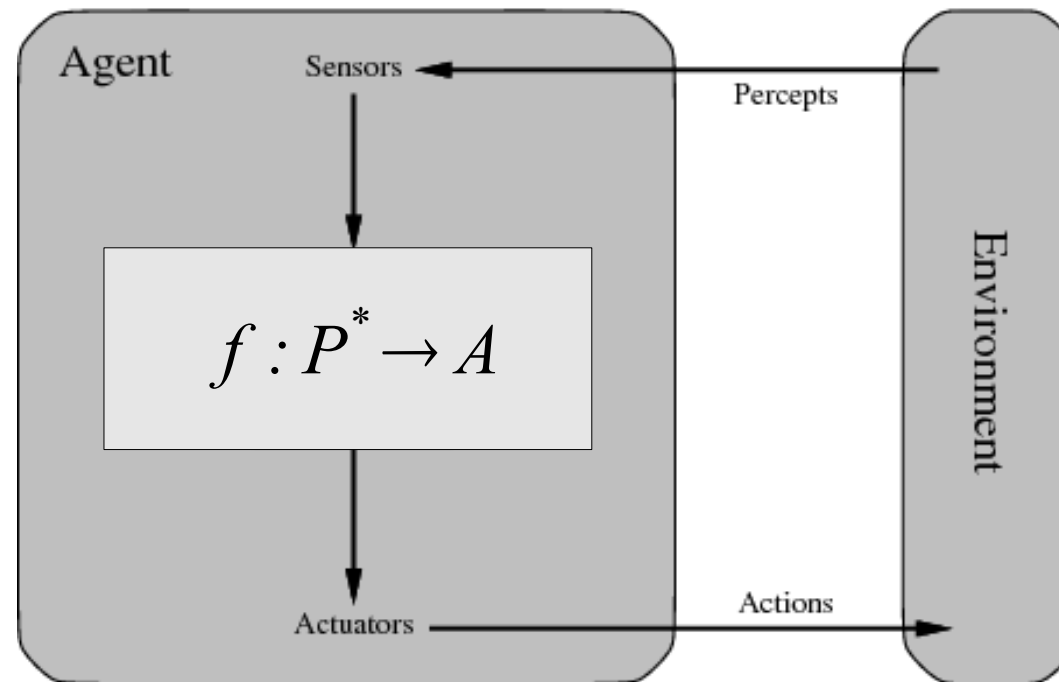 Agent
Sensors
Percepts
f : P* → A
Environment
Actions
Actuators